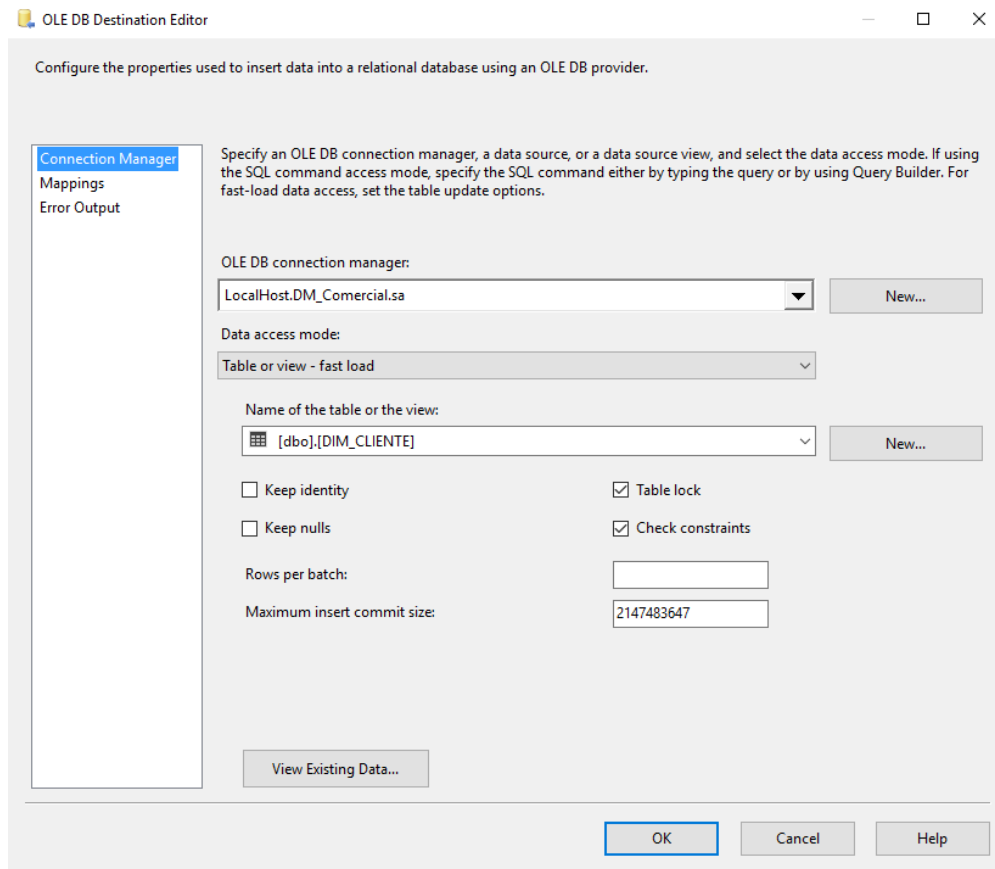 OLE DB Destination Editor
Configure the properties used to insert data into a relational database using an OLE DB provider.
Connection Manager
Mappings
Error Output
Specify an OLE DB connection manager, a data source, or a data source view, and select the data access mode. If using
the SQL command access mode, specify the SQL command either by typing the query or by using Query Builder. For
fast-load data access, set the table update options.
OLE DB connection manager:
LocalHost.DM_Comercial.sa
New...
Data access mode:
Table or view - fast load
Name of the table or the view:
[dbo].[DIM_CLIENTE]
New...
Keep identity
Table lock
Keep nulls
Check constraints
Rows per batch:
Maximum insert commit size:
2147483647
View Existing Data...
OK
Cancel
Help